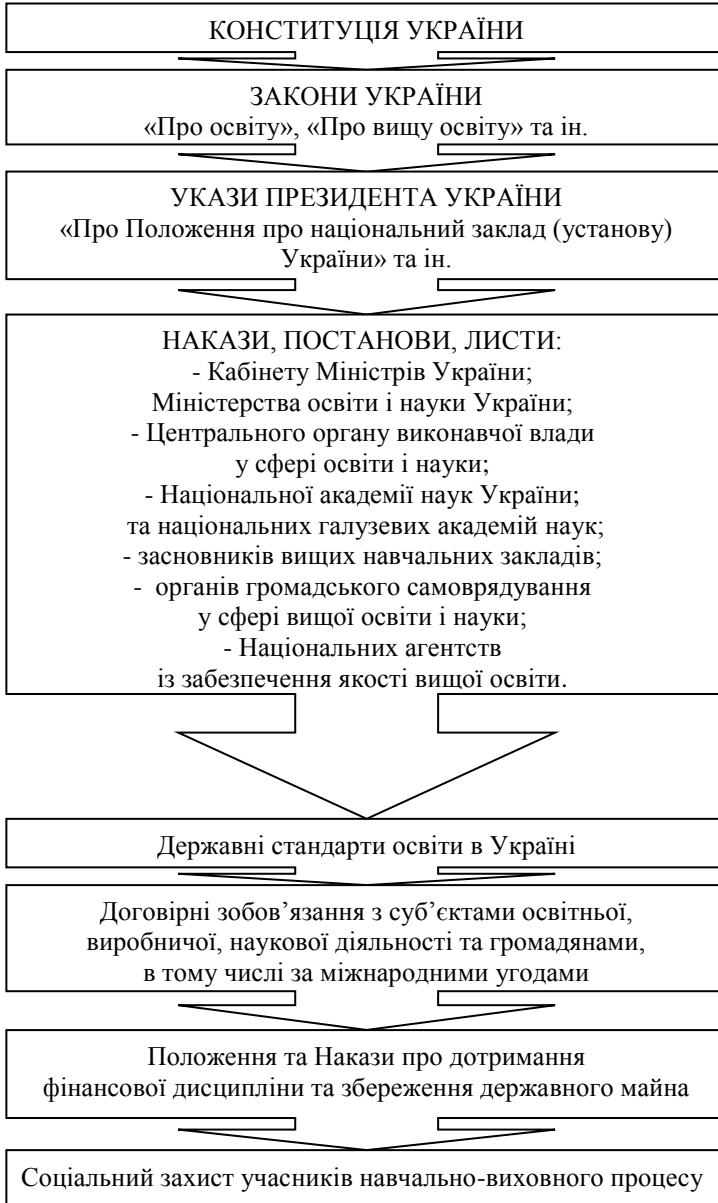 КОНСТИТУЦІЯ УКРАЇНИ
ЗАКОНИ УКРАЇНИ
«Про освіту», «Про вищу освіту» та ін.
УКАЗИ ПРЕЗИДЕНТА УКРАЇНИ
«Про Положення про національний заклад (установу)
України» та ін.
НАКАЗИ, ПОСТАНОВИ, ЛИСТИ:
- Кабінету Міністрів України;
Міністерства освіти і науки України;
- Центрального органу виконавчої влади
у сфері освіти і науки;
- Національної академії наук України;
та національних галузевих академій наук;
- засновників вищих навчальних закладів;
- органів громадського самоврядування
у сфері вищої освіти і науки;
- Національних агентств
із забезпечення якості вищої освіти.
Державні стандарти освіти в Україні
Договірні зобов’язання з суб’єктами освітньої,
виробничої, наукової діяльності та громадянами,
в тому числі за міжнародними угодами
Положення та Накази про дотримання
фінансової дисципліни та збереження державного майна
Соціальний захист учасників навчально-виховного процесу